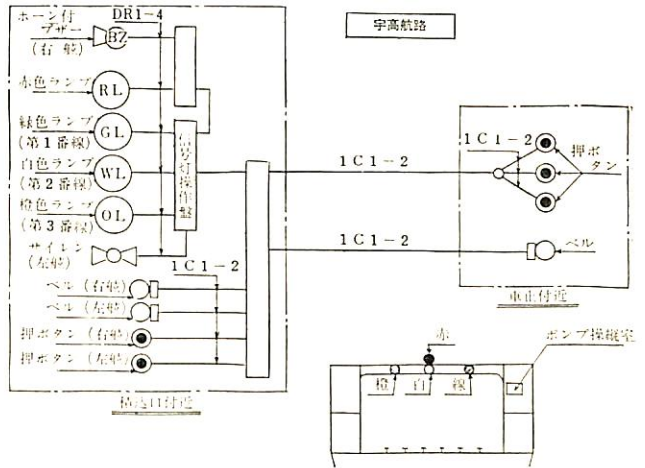 宇高航路
ホーン付
ブザー
(右舷)
DR1-4
BZ
赤色ランプ
RL
緑色ランプ
(第1番線)
GL
白色ランプ
(第2番線)
WL
橙色ランプ
(第3番線)
OL
サイレン
(左舷)
信号灯操作盤
1C1-2
ベル(右舷)
ベル(左舷)
押ボタン(右舷)
押ボタン(左舷)
積込口付近
1C1-2
1C1-2
1C1-2
押ボ
タン
ベル
車止付近
赤
橙
白
緑
ポンプ操縦室